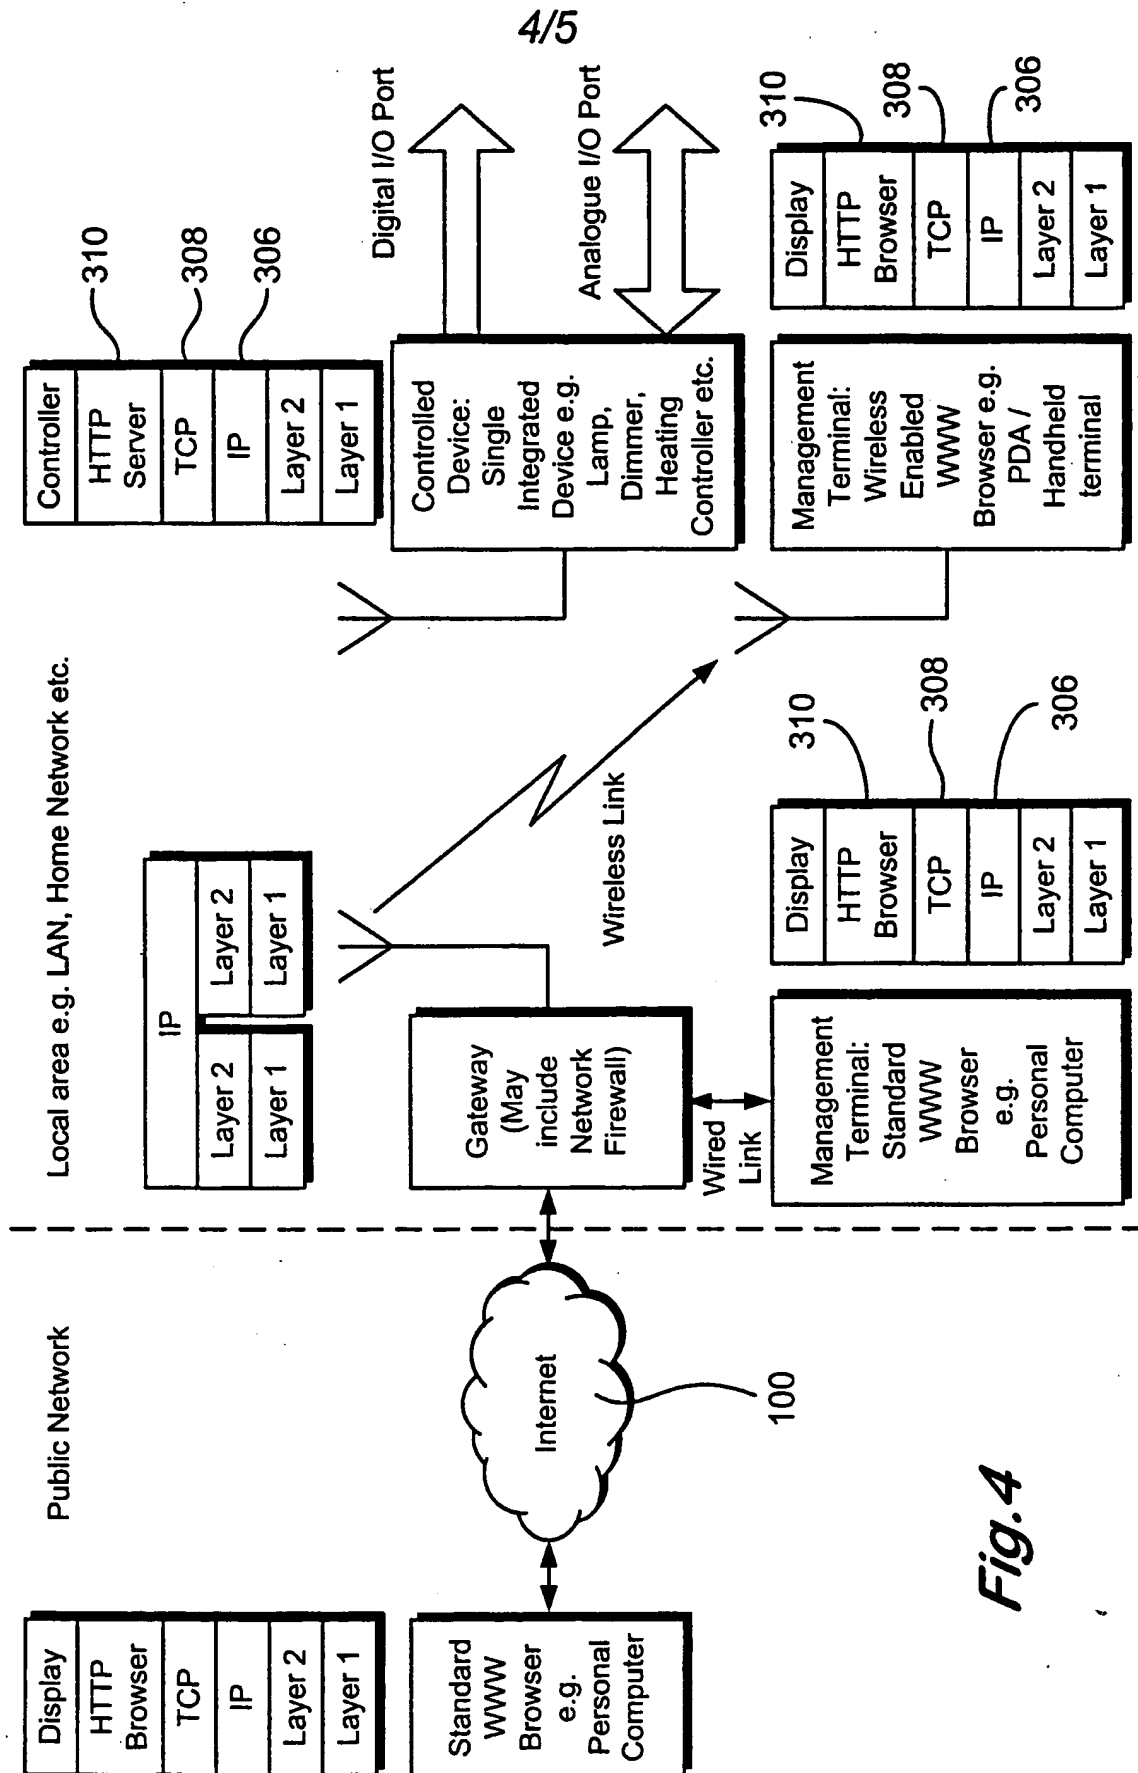 4/5
Public Network
Local area e.g. LAN, Home Network etc.
Display
HTTP
Browser
TCP
IP
Layer 2
Layer 1
Standard
WWW
Browser
e.g.
Personal
Computer
Internet
100
IP
Layer 2
Layer 2
Layer 1
Layer 1
Gateway
(May
include
Network
Firewall)
Wired
Link
Wireless Link
Management
Terminal:
Standard
WWW
Browser
e.g.
Personal
Computer
Display
HTTP
Browser
TCP
IP
Layer 2
Layer 1
310
308
306
Controller
HTTP
Server
TCP
IP
Layer 2
Layer 1
310
308
306
Controlled
Device:
Single
Integrated
Device e.g.
Lamp,
Dimmer,
Heating
Controller etc.
Digital I/O Port
Analogue I/O Port
Management
Terminal:
Wireless
Enabled
WWW
Browser e.g.
PDA /
Handheld
terminal
Display
HTTP
Browser
TCP
IP
Layer 2
Layer 1
310
308
306
Fig.4